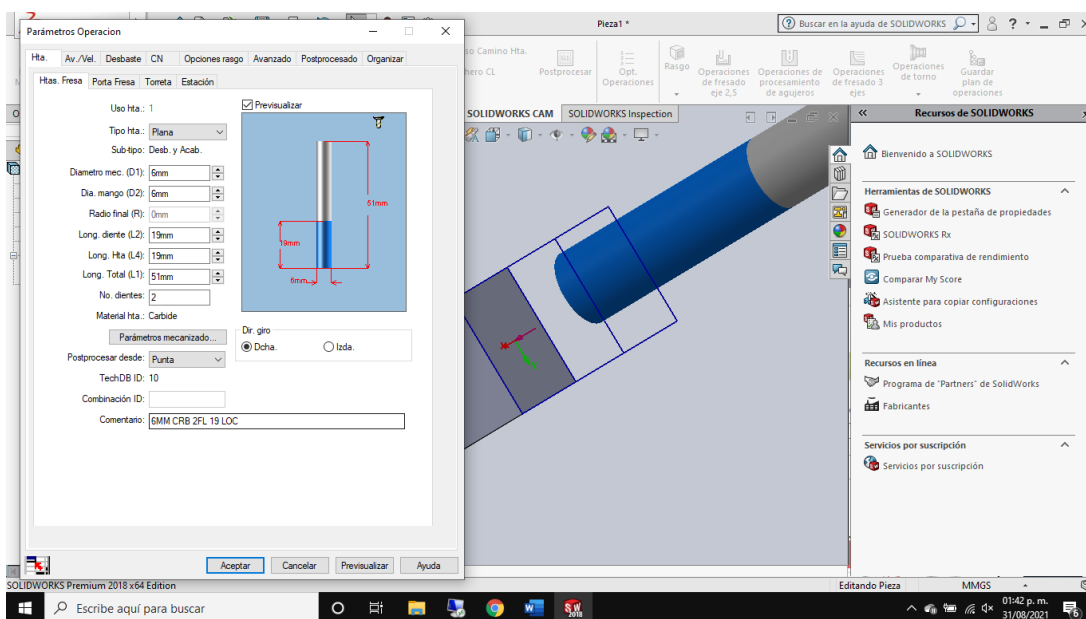 Parámetros Operacion
Pieza1 *
Buscar en la ayuda de SOLIDWORKS
?
Hta.
Av./Vel.
Desbaste
CN
Opciones rasgo
Avanzado
Postprocesado
Organizar
Htas. Fresa
Porta Fresa
Torreta
Estación
Uso hta.: 1
Previsualizar
Tipo hta.: Plana
Sub-tipo: Desb. y Acab.
Diametro mec. (D1): 6mm
Dia. mango (D2): 6mm
Radio final (R): 0mm
Long. diente (L2): 19mm
Long. Hta (L4): 19mm
Long. Total (L1): 51mm
No. dientes: 2
Material hta.: Carbide
51mm
19mm
6mm
Parámetros mecanizado...
Dir. giro
Dcha.
Izda.
Postprocesar desde: Punta
TechDB ID: 10
Combinación ID:
Comentario: 6MM CRB 2FL 19 LOC
Aceptar
Cancelar
Previsualizar
Ayuda
so Camino Hta.
hero CL
Postprocesar
Opt.
Operaciones
Rasgo
Operaciones
de fresado
eje 2,5
Operaciones de
procesamiento
de agujeros
Operaciones
de fresado 3
ejes
Operaciones
de torno
Guardar
plan de
operaciones
SOLIDWORKS CAM
SOLIDWORKS Inspection
Recursos de SOLIDWORKS
Bienvenido a SOLIDWORKS
Herramientas de SOLIDWORKS
Generador de la pestaña de propiedades
SOLIDWORKS Rx
Prueba comparativa de rendimiento
Comparar My Score
Asistente para copiar configuraciones
Mis productos
Recursos en línea
Programa de "Partners" de SolidWorks
Fabricantes
Servicios por suscripción
Servicios por suscripción
SOLIDWORKS Premium 2018 x64 Edition
Editando Pieza
MMGS
Escribe aquí para buscar
01:42 p. m.
31/08/2021